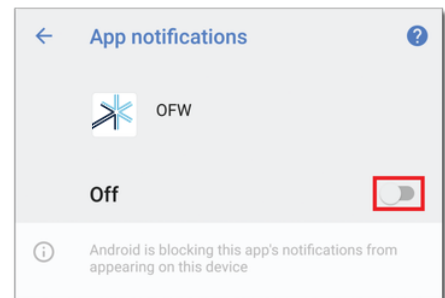 App notifications
OFW
Off
Android is blocking this app's notifications from
appearing on this device